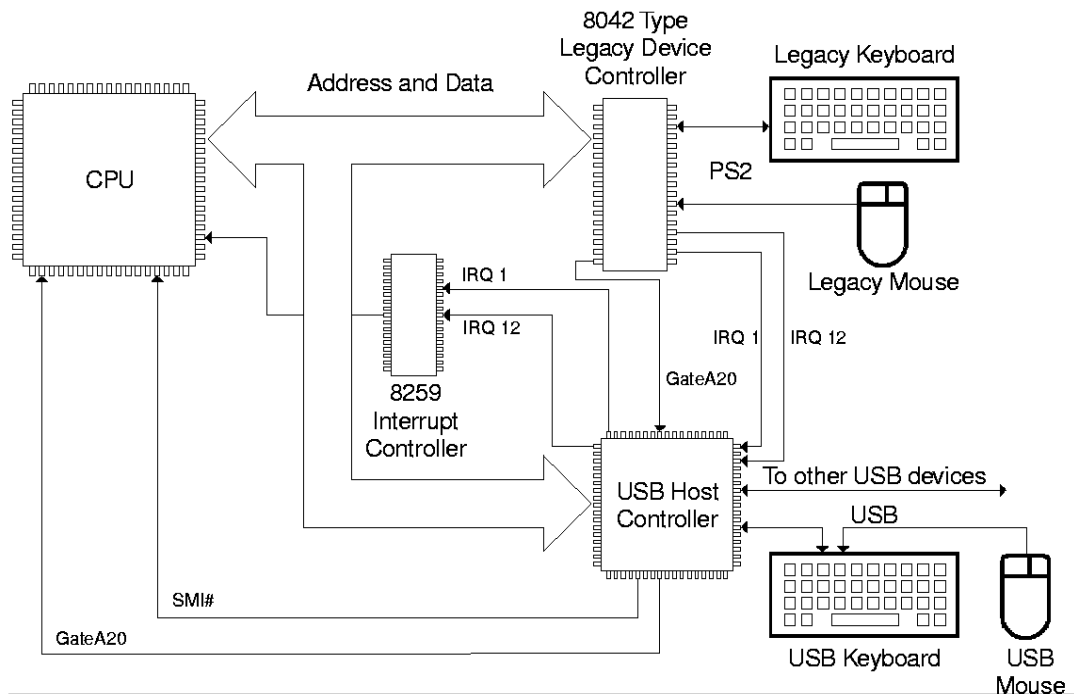 8042 Type
Legacy Device
Controller
Legacy Keyboard
Address and Data
CPU
PS2
Legacy Mouse
IRQ 1
IRQ 12
IRQ 1
IRQ 12
GateA20
8259
Interrupt
Controller
To other USB devices
USB Host
Controller
USB
SMI#
GateA20
USB Keyboard
USB
Mouse